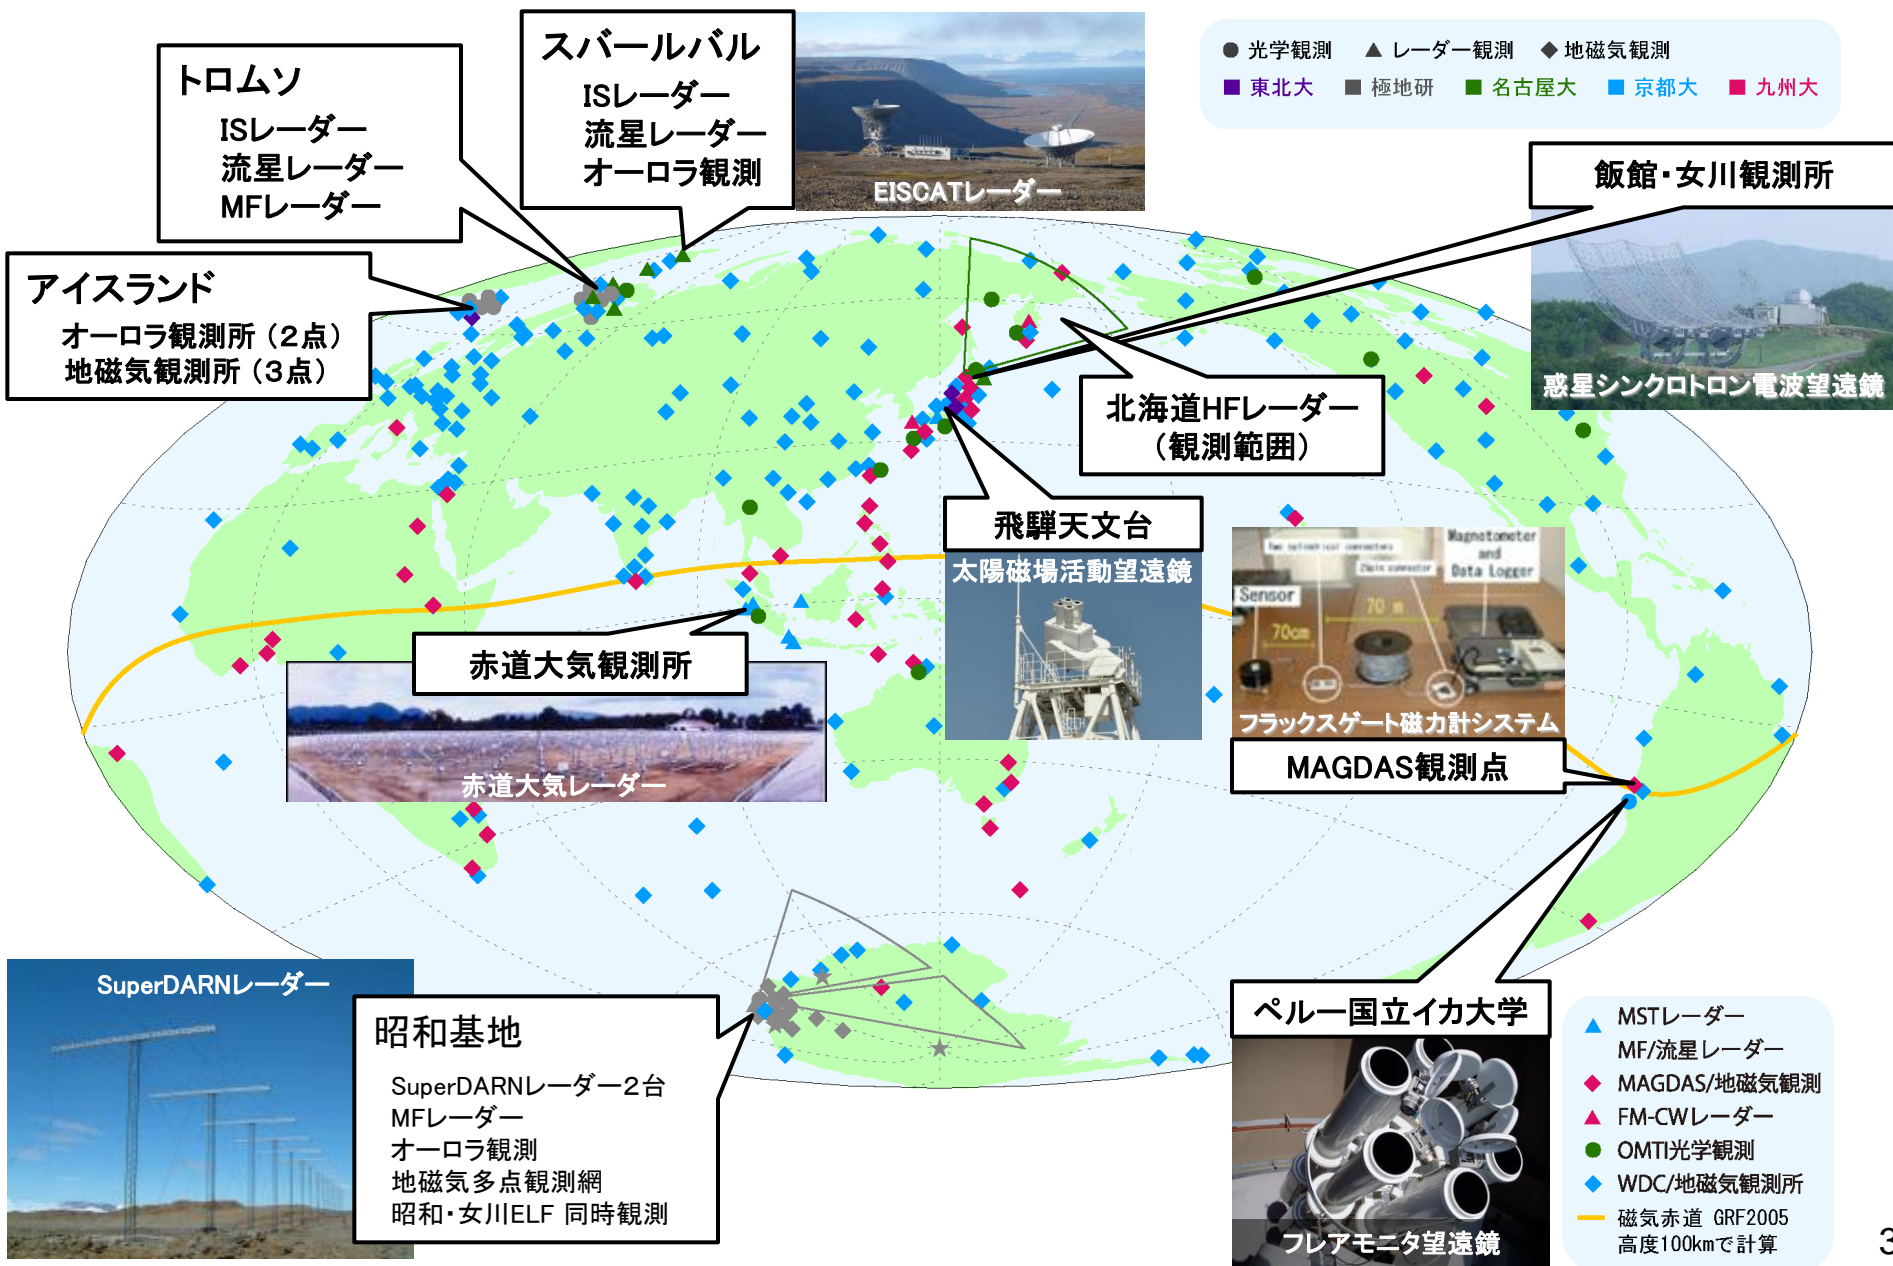 スバールバル
ISレーダー
流星レーダー
オーロラ観測
EISCATレーダー
● 光学観測 ▲ レーダー観測 ◆ 地磁気観測
■ 東北大 ■ 極地研 ■ 名古屋大 ■ 京都大 ■ 九州大
トロムソ
ISレーダー
流星レーダー
MFレーダー
飯館・女川観測所
惑星シンクロトロン電波望遠鏡
アイスランド
オーロラ観測所（２点）
地磁気観測所（３点）
北海道HFレーダー
（観測範囲）
飛騨天文台
太陽磁場活動望遠鏡
Two cylindrical connectors
Magnetometer
and
Data Logger
25pin connector
Sensor
70 m
70cm
フラックスゲート磁力計システム
MAGDAS観測点
赤道大気観測所
赤道大気レーダー
SuperDARNレーダー
昭和基地
SuperDARNレーダー２台
MFレーダー
オーロラ観測
地磁気多点観測網
昭和・女川ELF 同時観測
ペルー国立イカ大学
フレアモニタ望遠鏡
MSTレーダー
MF/流星レーダー
MAGDAS/地磁気観測
FM-CWレーダー
OMTI光学観測
WDC/地磁気観測所
磁気赤道 GRF2005
高度100kmで計算
3